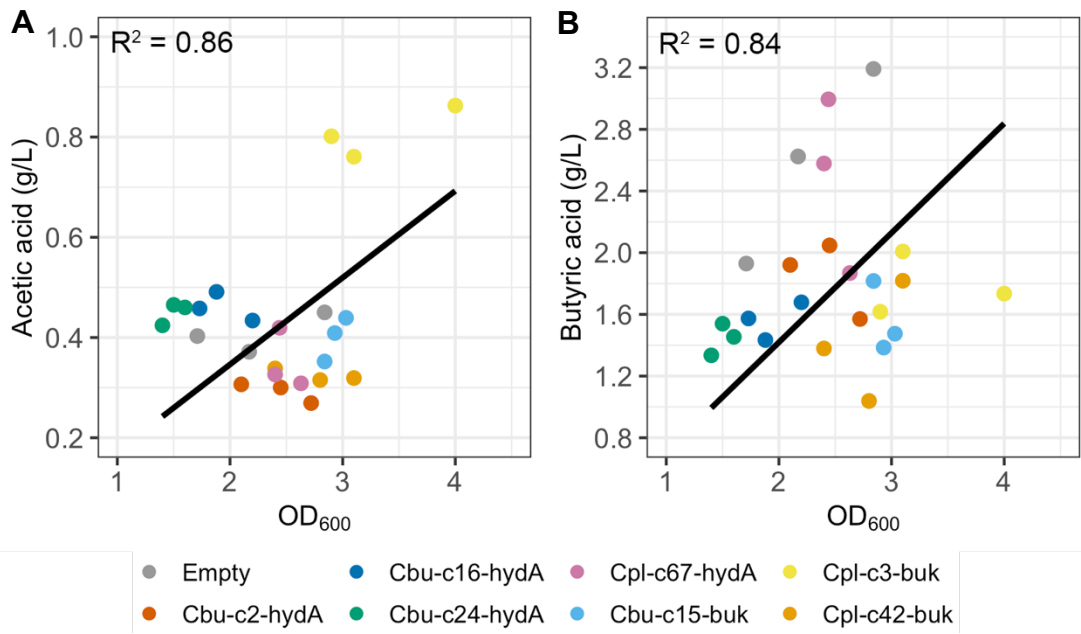 A
R² = 0.86
1.0
0.8
0.6
0.4
0.2
Acetic acid (g/L)
1 2 3 4
OD₆₀₀
B
R² = 0.84
3.2
2.8
2.4
2.0
1.6
1.2
0.8
Butyric acid (g/L)
1 2 3 4
OD₆₀₀
Empty Cbu-c16-hydA Cpl-c67-hydA Cpl-c3-buk
Cbu-c2-hydA Cbu-c24-hydA Cbu-c15-buk Cpl-c42-buk